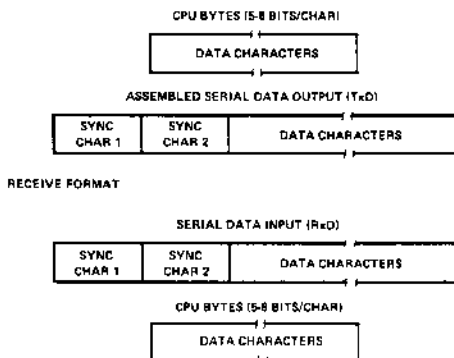 CPU BYTES (5-8 BITS/CHAR)
DATA CHARACTERS
ASSEMBLED SERIAL DATA OUTPUT (TxD)
SYNC CHAR 1
SYNC CHAR 2
DATA CHARACTERS
RECEIVE FORMAT
SERIAL DATA INPUT (RxD)
SYNC CHAR 1
SYNC CHAR 2
DATA CHARACTERS
CPU BYTES (5-8 BITS/CHAR)
DATA CHARACTERS